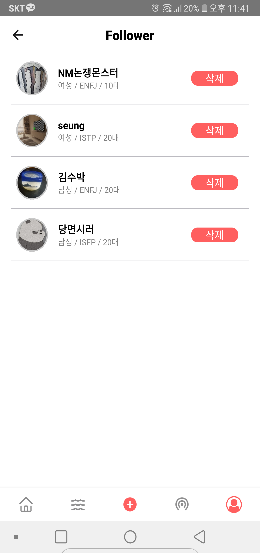 SKT 20% 오후 11:41
Follower
NM논쟁몬스터
여성 / ENFJ / 10대
삭제
seung
여성 / ISTP / 20대
삭제
김수박
남성 / ENFJ / 20대
삭제
당면시러
남성 / ISFP / 20대
삭제